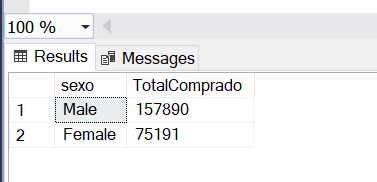 100 %
Results Messages
sexo TotalComprado
1 Male 157890
2 Female 75191